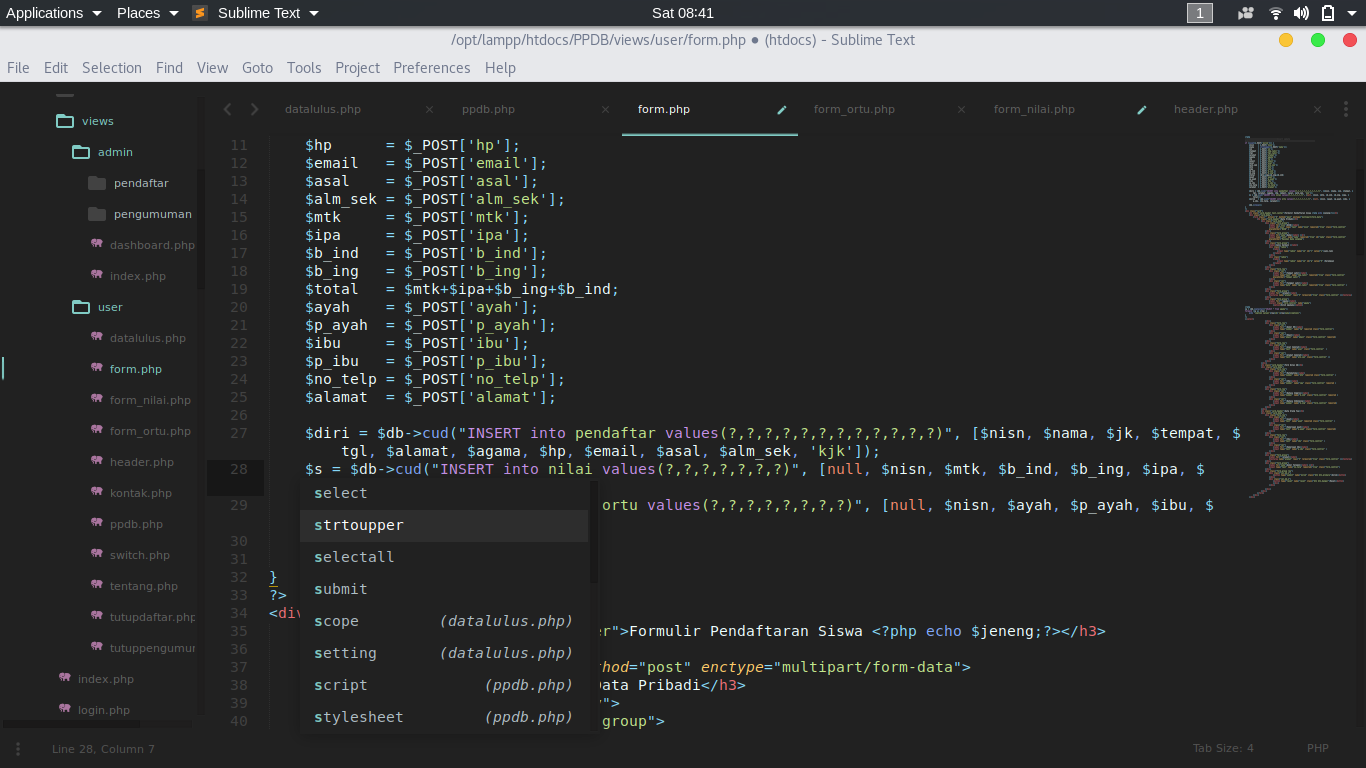 Applications Places Sublime Text Sat 08:41 1
/opt/lampp/htdocs/PPDB/views/user/form.php • (htdocs) - Sublime Text
File Edit Selection Find View Goto Tools Project Preferences Help
views
admin
pendaftar
pengumuman
dashboard.php
index.php
user
datalulus.php
form.php
form_nilai.php
form_ortu.php
header.php
kontak.php
ppdb.php
switch.php
tentang.php
tutupdaftar.php
tutuppengumur
index.php
login.php
datalulus.php ppdb.php form.php form_ortu.php form_nilai.php header.php
11 $hp = $_POST['hp'];
12 $email = $_POST['email'];
13 $asal = $_POST['asal'];
14 $alm_sek = $_POST['alm_sek'];
15 $mtk = $_POST['mtk'];
16 $ipa = $_POST['ipa'];
17 $b_ind = $_POST['b_ind'];
18 $b_ing = $_POST['b_ing'];
19 $total = $mtk+$ipa+$b_ing+$b_ind;
20 $ayah = $_POST['ayah'];
21 $p_ayah = $_POST['p_ayah'];
22 $ibu = $_POST['ibu'];
23 $p_ibu = $_POST['p_ibu'];
24 $no_telp = $_POST['no_telp'];
25 $alamat = $_POST['alamat'];
26
27 $diri = $db->cud("INSERT into pendaftar values(?,?,?,?,?,?,?,?,?,?,?,?)", [$nisn, $nama, $jk, $tempat, $
tgl, $alamat, $agama, $hp, $email, $asal, $alm_sek, 'kjk']);
28 $s = $db->cud("INSERT into nilai values(?,?,?,?,?,?,?)", [null, $nisn, $mtk, $b_ind, $b_ing, $ipa, $
29 ortu values(?,?,?,?,?,?,?,?)", [null, $nisn, $ayah, $p_ayah, $ibu, $
30
31
32 }
33 ?>
34 <div
35 er">Formulir Pendaftaran Siswa <?php echo $jeneng;?></h3>
36
37 thod="post" enctype="multipart/form-data">
38 Data Pribadi</h3>
39 y">
40 group">
select
strtoupper
selectall
submit
scope (datalulus.php)
setting (datalulus.php)
script (ppdb.php)
stylesheet (ppdb.php)
Line 28, Column 7 Tab Size: 4 PHP